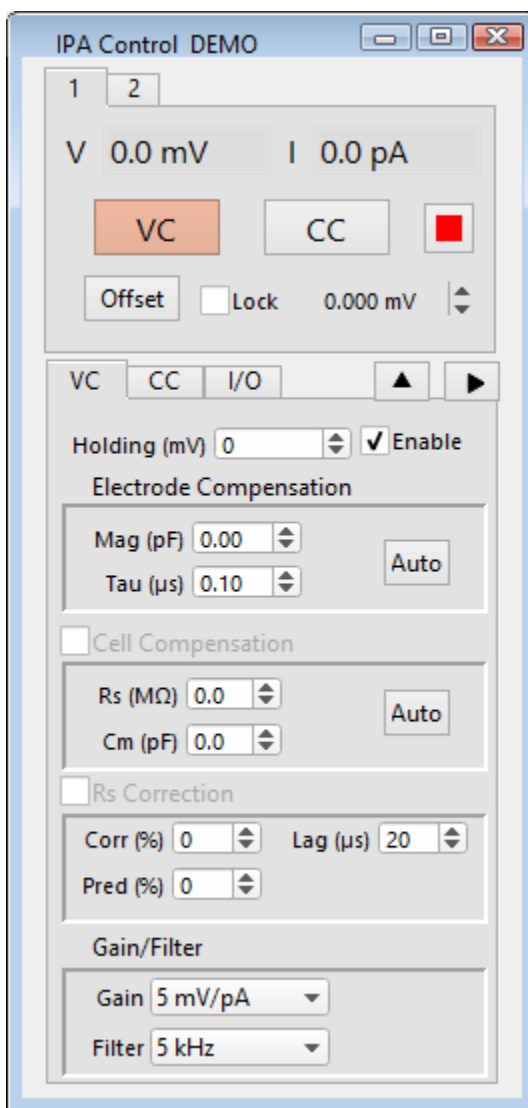 IPA Control DEMO
1 2
V 0.0 mV I 0.0 pA
VC CC
Offset Lock 0.000 mV
VC CC I/O
Holding (mV) 0 Enable
Electrode Compensation
Mag (pF) 0.00
Auto
Tau (µs) 0.10
Cell Compensation
Rs (MΩ) 0.0
Auto
Cm (pF) 0.0
Rs Correction
Corr (%) 0 Lag (µs) 20
Pred (%) 0
Gain/Filter
Gain 5 mV/pA
Filter 5 kHz